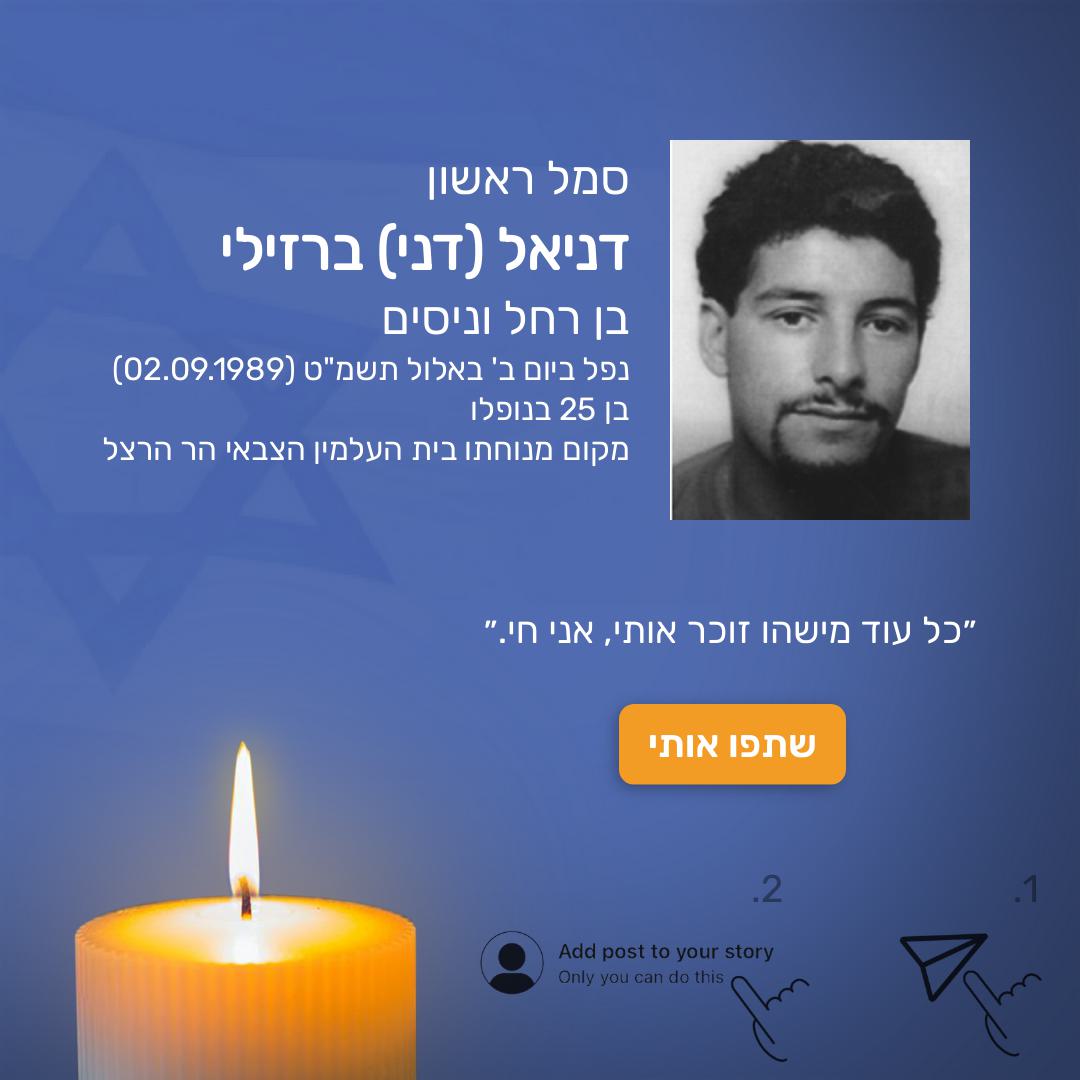 סמל ראשון
דניאל (דני) ברזילי
בן רחל וניסים
נפל ביום ב' באלול תשמ"ט (02.09.1989)
בן 25 בנופלו
מקום מנוחתו בית העלמין הצבאי הר הרצל
״כל עוד מישהו זוכר אותי, אני חי.״
שתפו אותי
.1
.2
Add post to your story
Only you can do this